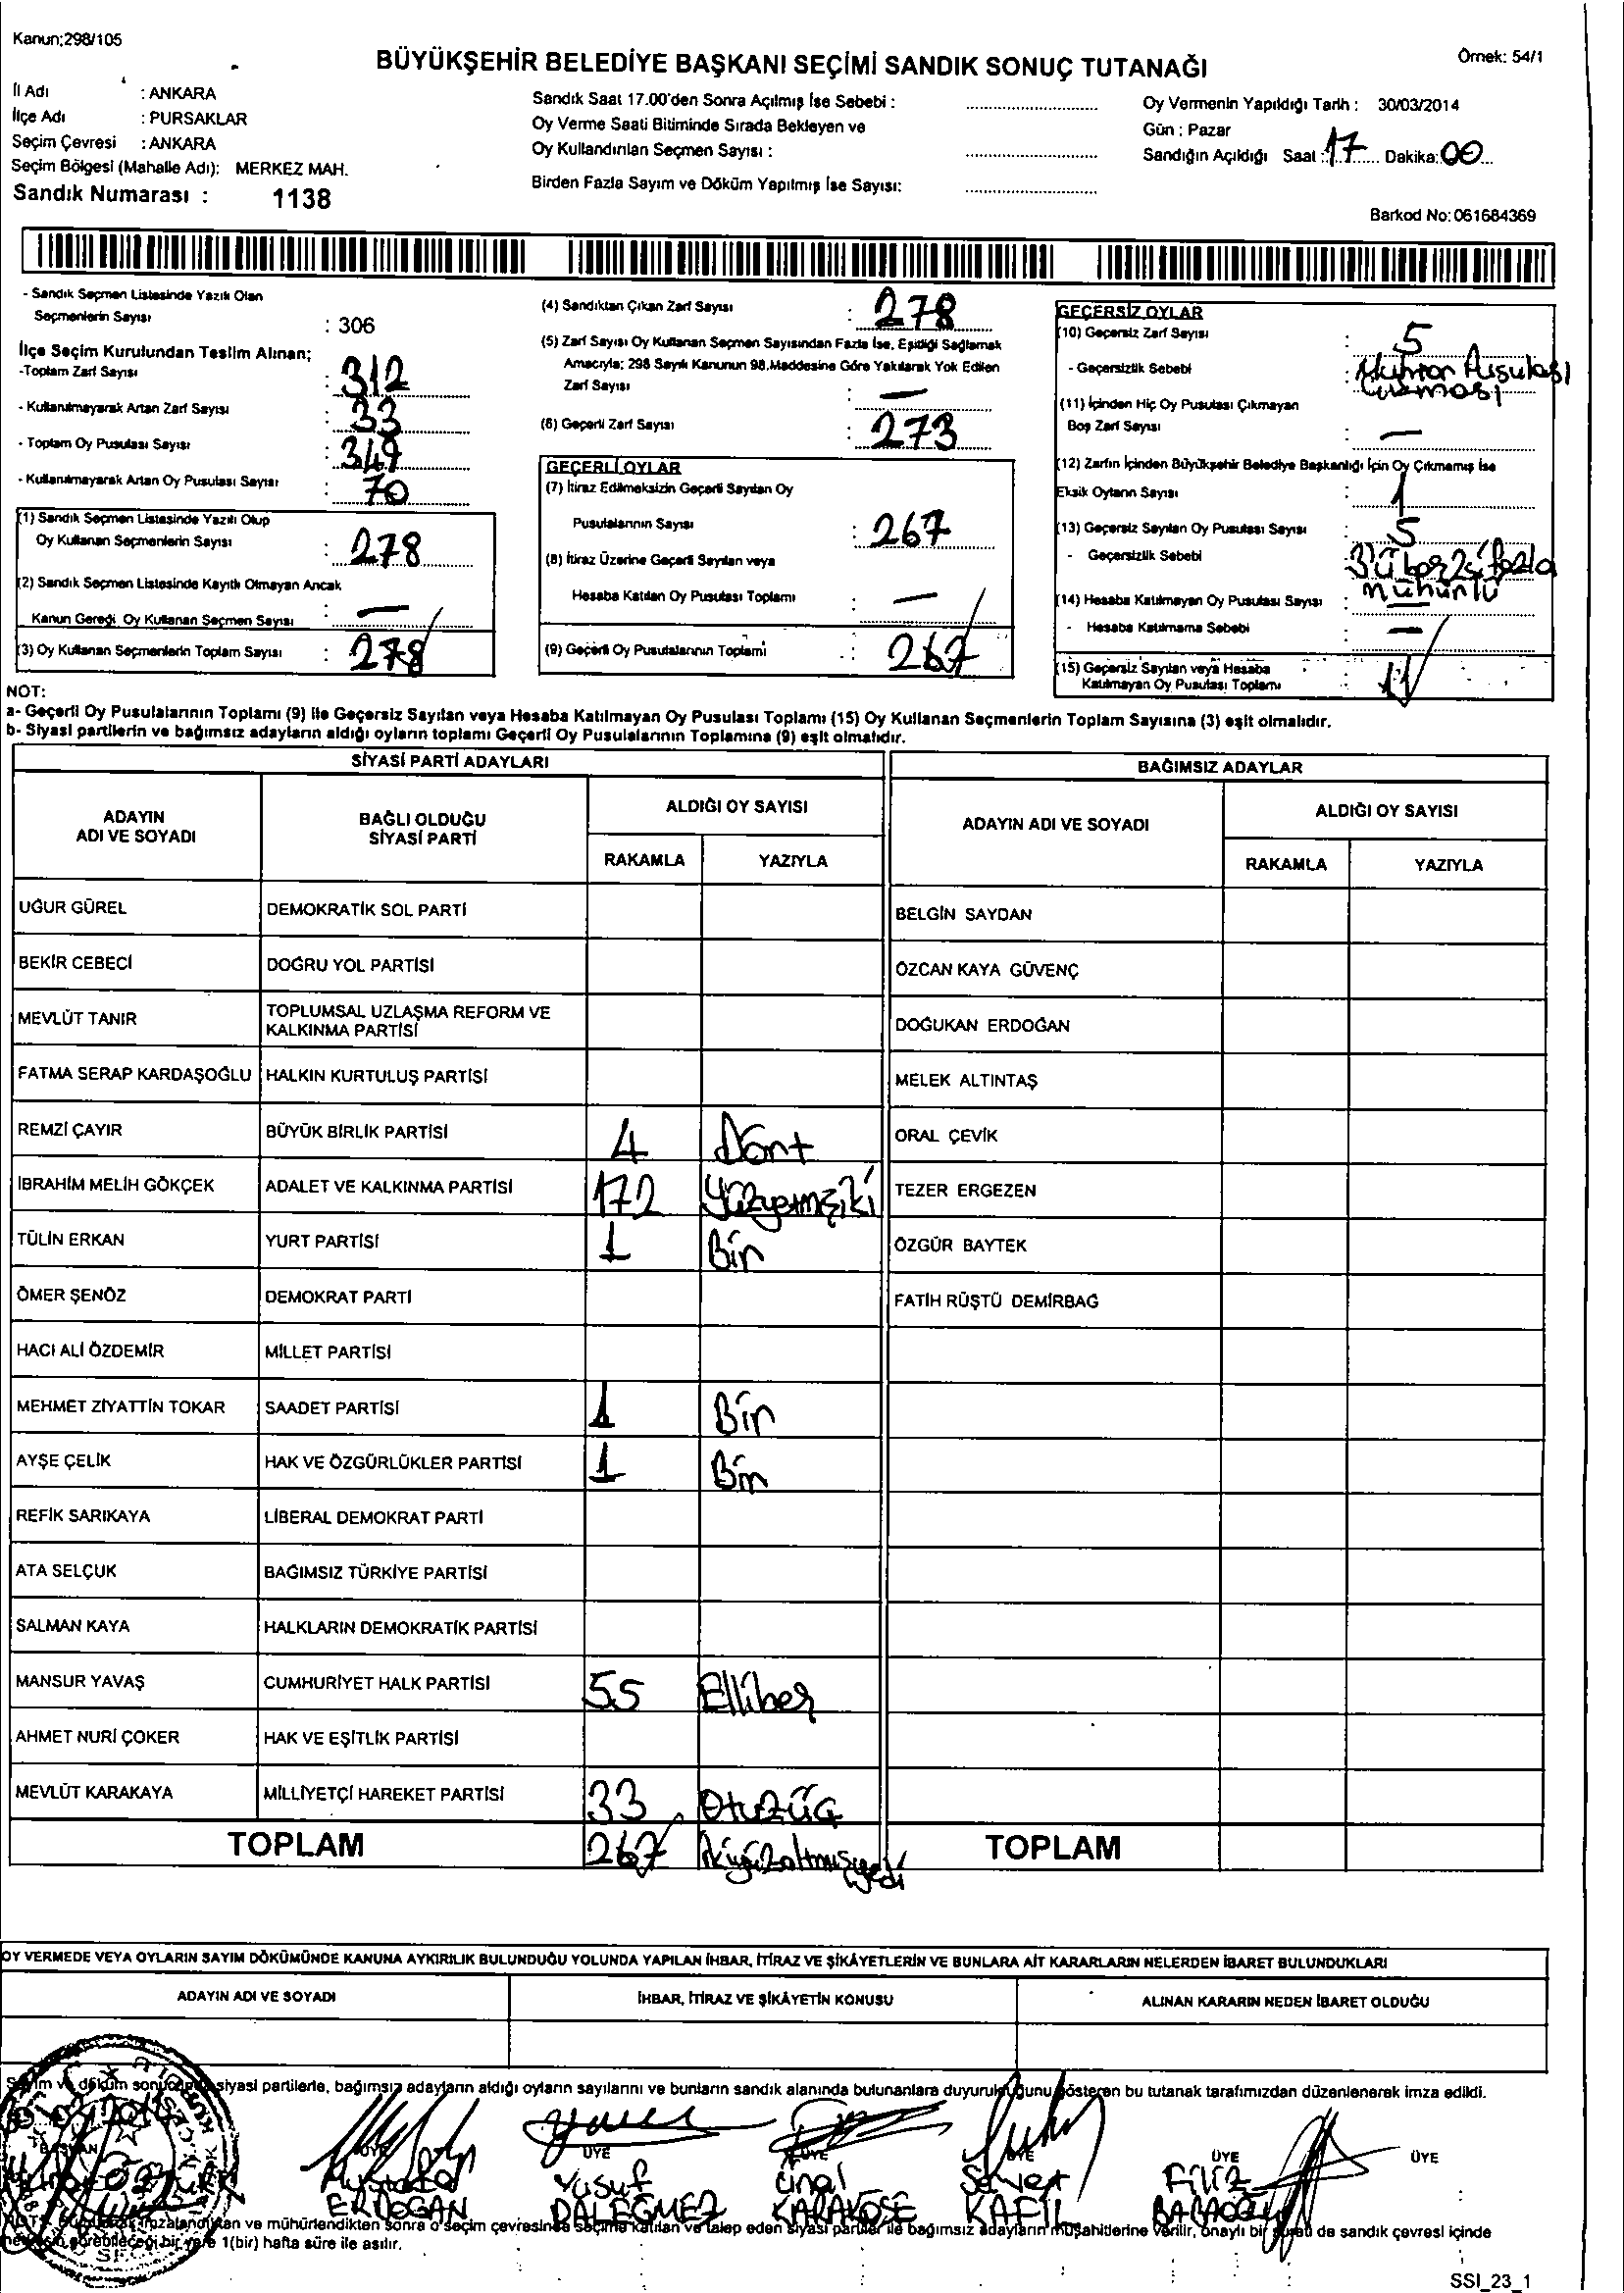 Kanun;298/105
Örnek: 54/1
BÜYÜKŞEHİR BELEDİYE BAŞKANI SEÇİMİ SANDIK SONUÇ TUTANAĞI
İl Adı : ANKARA
İlçe Adı : PURSAKLAR
Seçim Çevresi : ANKARA
Seçim Bölgesi (Mahalle Adı): MERKEZ MAH.
Sandık Numarası : 1138
Sandık Saat 17.00'den Sonra Açılmış İse Sebebi :
Oy Verme Saati Bitiminde Sırada Bekleyen ve
Oy Kullandırılan Seçmen Sayısı :
Birden Fazla Sayım ve Döküm Yapılmış İse Sayısı:
Oy Vermenin Yapıldığı Tarih : 30/03/2014
Gün : Pazar
Sandığın Açıldığı Saat : 17 Dakika: 00
Barkod No: 061684369
- Sandık Seçmen Listesinde Yazılı Olan
Seçmenlerin Sayısı : 306
İlçe Seçim Kurulundan Teslim Alınan;
-Toplam Zarf Sayısı : 312
- Kullanılmayarak Artan Zarf Sayısı : 33
- Toplam Oy Pusulası Sayısı : 349
- Kullanılmayarak Artan Oy Pusulası Sayısı : 70
(1) Sandık Seçmen Listesinde Yazılı Olup
Oy Kullanan Seçmenlerin Sayısı : 278
(2) Sandık Seçmen Listesinde Kayıtlı Olmayan Ancak
Kanun Gereği Oy Kullanan Seçmen Sayısı : —
(3) Oy Kullanan Seçmenlerin Toplam Sayısı : 278
(4) Sandıktan Çıkan Zarf Sayısı : 278
(5) Zarf Sayısı Oy Kullanan Seçmen Sayısından Fazla İse, Eşitliği Sağlamak
Amacıyla; 298 Sayılı Kanunun 98.Maddesine Göre Yakılarak Yok Edilen
Zarf Sayısı : —
(6) Geçerli Zarf Sayısı : 273
GEÇERLİ OYLAR
(7) İtiraz Edilmeksizin Geçerli Sayılan Oy
Pusulalarının Sayısı : 267
(8) İtiraz Üzerine Geçerli Sayılan veya
Hesaba Katılan Oy Pusulası Toplamı : —
(9) Geçerli Oy Pusulalarının Toplamı : 267
GEÇERSİZ OYLAR
(10) Geçersiz Zarf Sayısı : 5
- Geçersizlik Sebebi : Muhtar Pusulası
çıkması
(11) İçinden Hiç Oy Pusulası Çıkmayan
Boş Zarf Sayısı : —
(12) Zarfın İçinden Büyükşehir Belediye Başkanlığı İçin Oy Çıkmamış İse
Eksik Oyların Sayısı : 1
(13) Geçersiz Sayılan Oy Pusulası Sayısı : 5
- Geçersizlik Sebebi : fazla
mühürlü
(14) Hesaba Katılmayan Oy Pusulası Sayısı : —
- Hesaba Katılmama Sebebi : —
(15) Geçersiz Sayılan veya Hesaba
Katılmayan Oy Pusulası Toplamı : 11
NOT:
a- Geçerli Oy Pusulalarının Toplamı (9) ile Geçersiz Sayılan veya Hesaba Katılmayan Oy Pusulası Toplamı (15) Oy Kullanan Seçmenlerin Toplam Sayısına (3) eşit olmalıdır.
b- Siyasi partilerin ve bağımsız adayların aldığı oyların toplamı Geçerli Oy Pusulalarının Toplamına (9) eşit olmalıdır.
SİYASİ PARTİ ADAYLARI
ADAYIN
ADI VE SOYADI
BAĞLI OLDUĞU
SİYASİ PARTİ
ALDIĞI OY SAYISI
RAKAMLA YAZIYLA
UĞUR GÜREL DEMOKRATİK SOL PARTİ
BEKİR CEBECİ DOĞRU YOL PARTİSİ
MEVLÜT TANIR TOPLUMSAL UZLAŞMA REFORM VE
KALKINMA PARTİSİ
FATMA SERAP KARDAŞOĞLU HALKIN KURTULUŞ PARTİSİ
REMZİ ÇAYIR BÜYÜK BİRLİK PARTİSİ 4 Dört
İBRAHİM MELİH GÖKÇEK ADALET VE KALKINMA PARTİSİ 172 Yüzyetmişiki
TÜLİN ERKAN YURT PARTİSİ 1 Bir
ÖMER ŞENÖZ DEMOKRAT PARTİ
HACI ALİ ÖZDEMİR MİLLET PARTİSİ
MEHMET ZİYATTİN TOKAR SAADET PARTİSİ 1 Bir
AYŞE ÇELİK HAK VE ÖZGÜRLÜKLER PARTİSİ 1 Bir
REFİK SARIKAYA LİBERAL DEMOKRAT PARTİ
ATA SELÇUK BAĞIMSIZ TÜRKİYE PARTİSİ
SALMAN KAYA HALKLARIN DEMOKRATİK PARTİSİ
MANSUR YAVAŞ CUMHURİYET HALK PARTİSİ 55 Ellibeş
AHMET NURİ ÇOKER HAK VE EŞİTLİK PARTİSİ
MEVLÜT KARAKAYA MİLLİYETÇİ HAREKET PARTİSİ 33 Otuzüç
TOPLAM 267 İkiyüzaltmışyedi
BAĞIMSIZ ADAYLAR
ADAYIN ADI VE SOYADI
ALDIĞI OY SAYISI
RAKAMLA YAZIYLA
BELGİN SAYDAN
ÖZCAN KAYA GÜVENÇ
DOĞUKAN ERDOĞAN
MELEK ALTINTAŞ
ORAL ÇEVİK
TEZER ERGEZEN
ÖZGÜR BAYTEK
FATİH RÜŞTÜ DEMİRBAĞ
TOPLAM
OY VERMEDE VEYA OYLARIN SAYIM DÖKÜMÜNDE KANUNA AYKIRILIK BULUNDUĞU YOLUNDA YAPILAN İHBAR, İTİRAZ VE ŞİKÂYETLERİN VE BUNLARA AİT KARARLARIN NELERDEN İBARET BULUNDUKLARI
ADAYIN ADI VE SOYADI İHBAR, İTİRAZ VE ŞİKÂYETİN KONUSU ALINAN KARARIN NEDEN İBARET OLDUĞU
Sayım ve döküm siyasi partilerle, bağımsız adayların aldığı oyların sayılarını ve bunların sandık alanında bulunanlara duyurulduğunu gösteren bu tutanak tarafımızdan düzenlenerek imza edildi.
BAŞKAN ÜYE ÜYE ÜYE ÜYE ÜYE ÜYE
Mustafa Yusuf Ünal Filiz
ERDOĞAN KARAKÖSE KAFİL
imzalandıktan ve mühürlendikten sonra o seçim çevresinde seçime katılan ve talep eden siyasi partiler ile bağımsız adayların müşahitlerine verilir, onaylı bir sureti de sandık çevresi içinde
görebileceği bir yere 1(bir) hafta süre ile asılır.
SSI_23_1